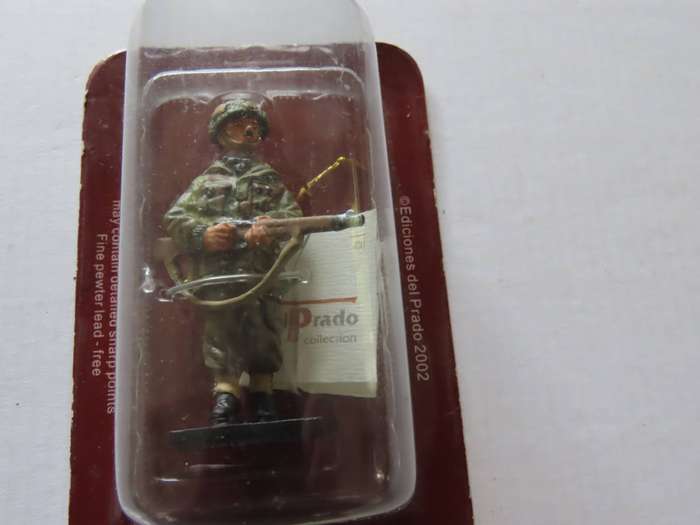 may contain detailed sharp points
Fine pewter lead - free
Prado
collection
©Ediciones del Prado 2002